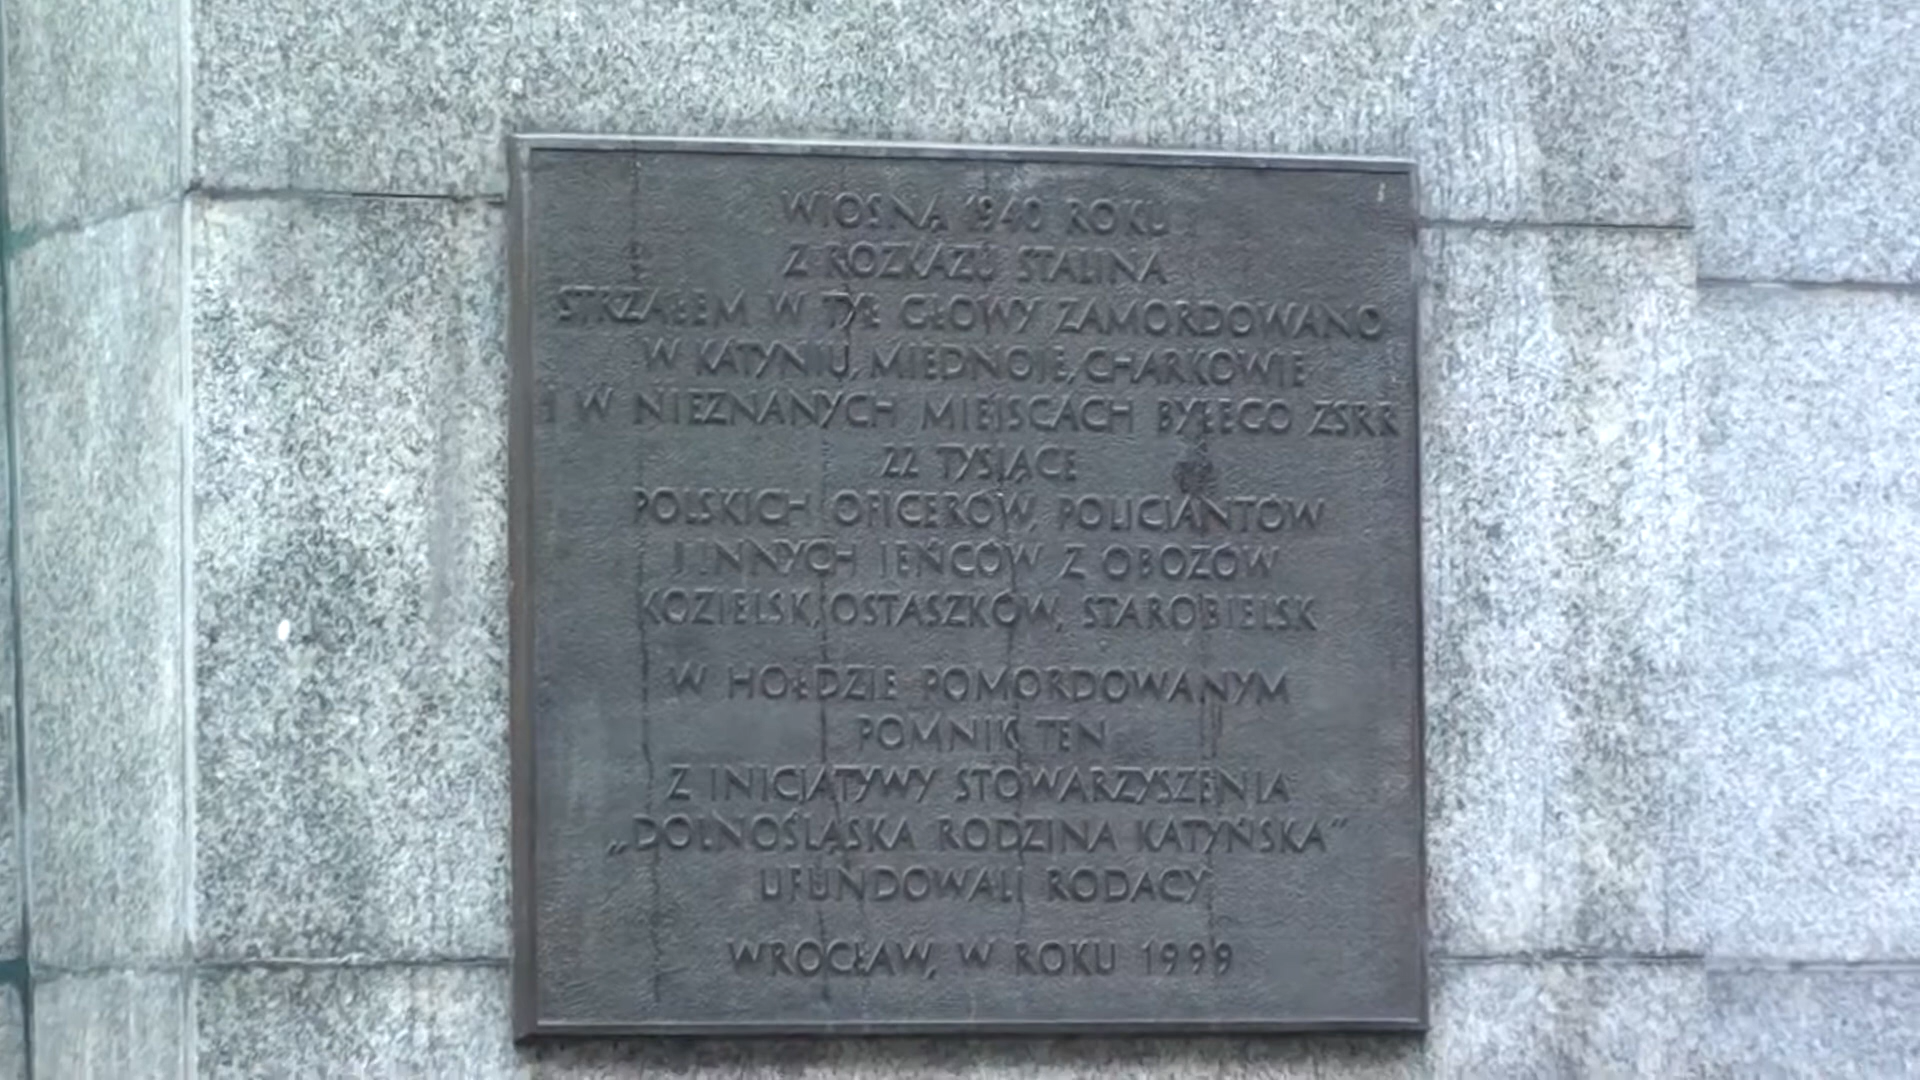 WIOSNĄ 1940 ROKU
Z ROZKAZU STALINA
STRZAŁEM W TYŁ GŁOWY ZAMORDOWANO
W KATYNIU, MIEDNOJE, CHARKOWIE
I W NIEZNANYCH MIEJSCACH BYŁEGO ZSRR
22 TYSIĄCE
POLSKICH OFICERÓW, POLICJANTÓW
I INNYCH JEŃCÓW Z OBOZÓW
KOZIELSK, OSTASZKÓW, STAROBIELSK
W HOŁDZIE POMORDOWANYM
POMNIK TEN
Z INICJATYWY STOWARZYSZENIA
„DOLNOŚLĄSKA RODZINA KATYŃSKA”
UFUNDOWALI RODACY
WROCŁAW, W ROKU 1999